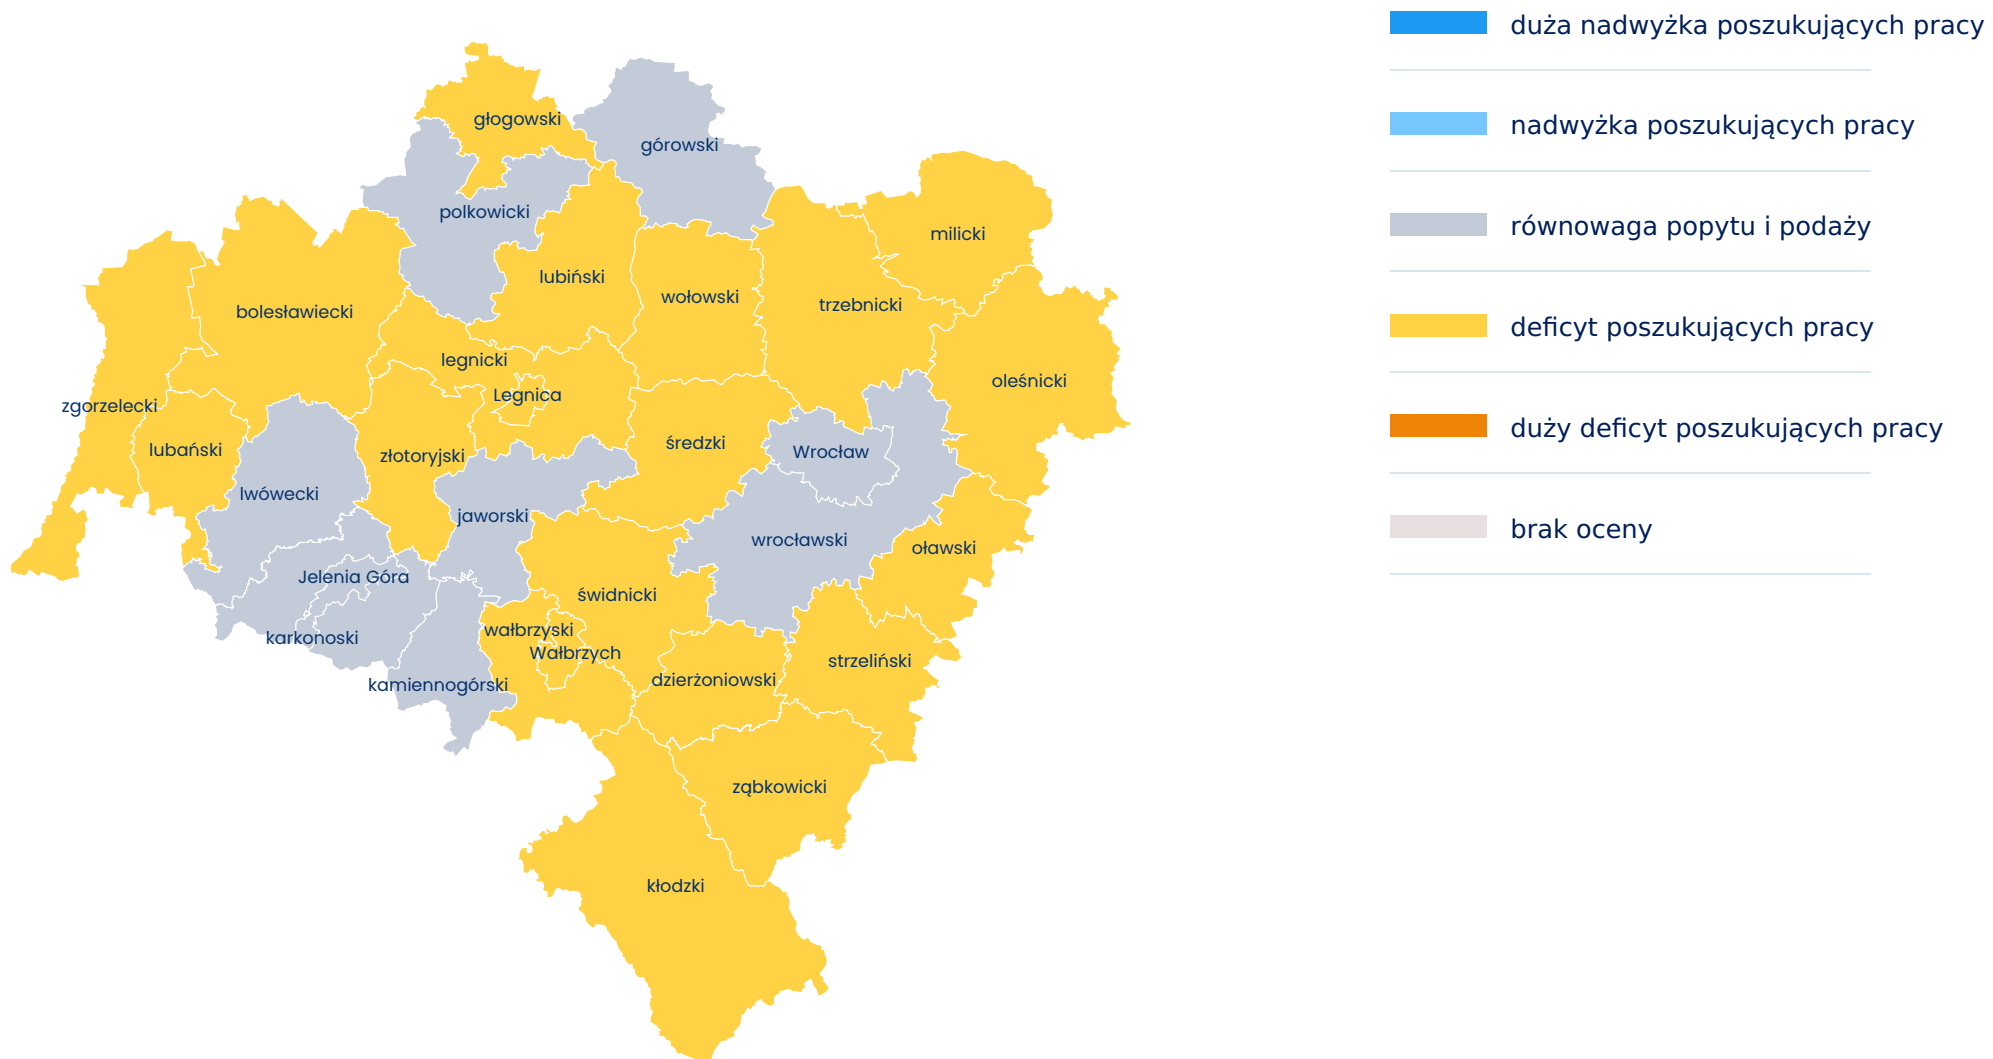 duża nadwyżka poszukujących pracy
nadwyżka poszukujących pracy
równowaga popytu i podaży
deficyt poszukujących pracy
duży deficyt poszukujących pracy
brak oceny
głogowski
górowski
polkowicki
milicki
lubiński
wołowski
trzebnicki
bolesławiecki
legnicki
oleśnicki
Legnica
zgorzelecki
średzki
lubański
Wrocław
złotoryjski
lwówecki
jaworski
wrocławski
oławski
Jelenia Góra
świdnicki
wałbrzyski
karkonoski
Wałbrzych
strzeliński
dzierżoniowski
kamiennogórski
ząbkowicki
kłodzki